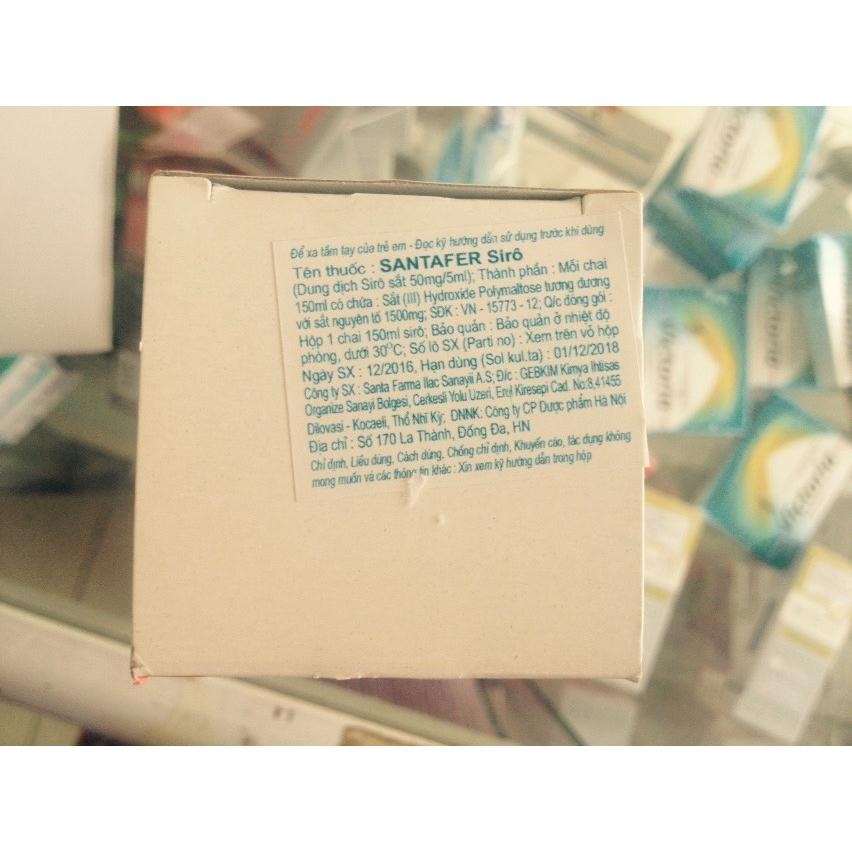 Để xa tầm tay của trẻ em - Đọc kỹ hướng dẫn sử dụng trước khi dùng
Tên thuốc : SANTAFER Sirô
(Dung dịch Sirô sắt 50mg/5ml); Thành phần : Mỗi chai
150ml có chứa : Sắt (III) Hydroxide Polymaltose tương đương
với sắt nguyên tố 1500mg; SĐK : VN - 15773 - 12; Q/c đóng gói :
Hộp 1 chai 150ml sirô; Bảo quản : Bảo quản ở nhiệt độ
phòng, dưới 30°C; Số lô SX (Parti no) : Xem trên vỏ hộp
Ngày SX : 12/2016, Hạn dùng (Sol kul.ta) : 01/12/2018
Công ty SX : Santa Farma Ilac Sanayii A.S; Đ/c : GEBKIM Kimya Ihtisas
Organize Sanayi Bolgesi, Cerkesli Yolu Uzeri, Erol Kiresepi Cad. No:8,41455
Dilovasi - Kocaeli, Thổ Nhĩ Kỳ; DNNK: Công ty CP Dược phẩm Hà Nội
Địa chỉ : Số 170 La Thành, Đống Đa, HN
Chỉ định, Liều dùng, Cách dùng, Chống chỉ định, Khuyến cáo, tác dụng không
mong muốn và các thông tin khác : Xin xem kỹ hướng dẫn trong hộp
Victoria
Victoria
Victoria
Victoria